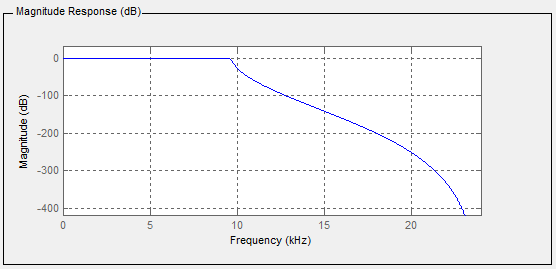 Magnitude Response (dB)
0
-100
-200
-300
-400
Magnitude (dB)
0 5 10 15 20
Frequency (kHz)